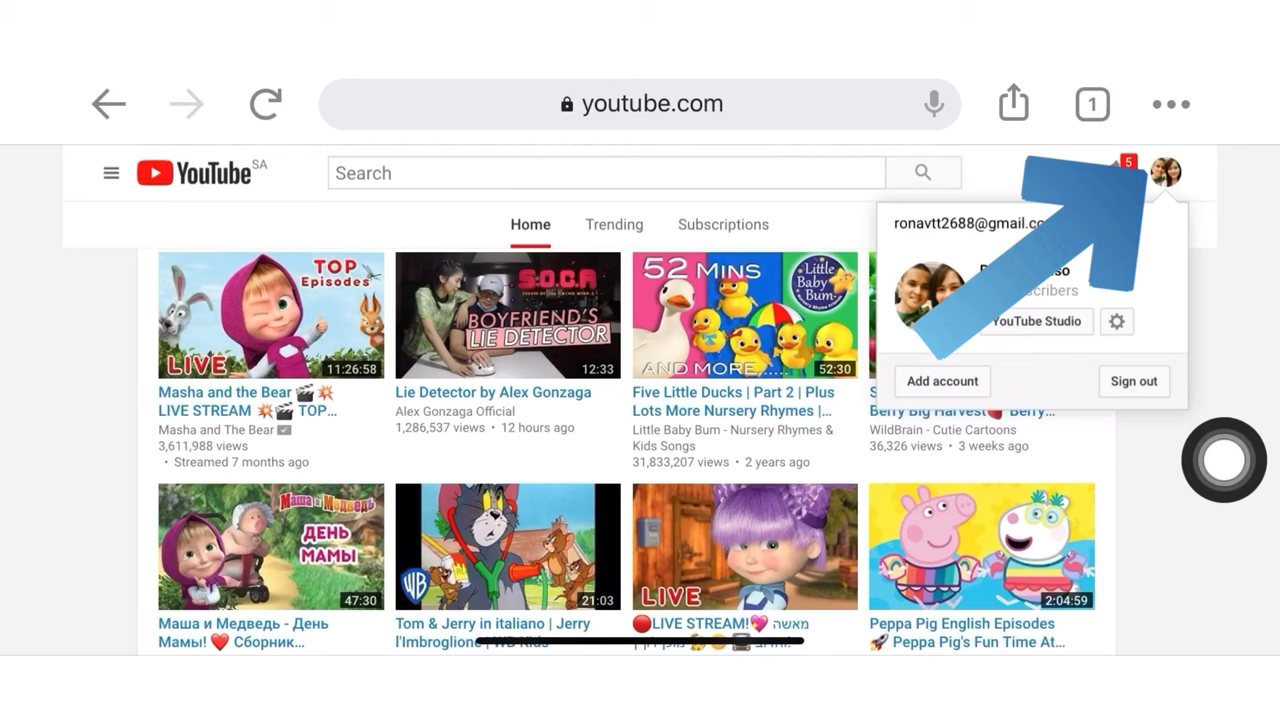 youtube.com
1
YouTube SA
Search
5
Home
Trending
Subscriptions
ronavtt2688@gmail.co
scribers
YouTube Studio
Add account
Sign out
TOP
Episodes
LIVE
11:26:58
S.O.C.A
BOYFRIEND'S
LIE DETECTOR
12:33
52 MINS
Little
Baby
Bum
AND MORE.....
52:30
Masha and the Bear 🎬💥
LIVE STREAM 💥🎬 TOP...
Masha and The Bear
3,611,988 views
• Streamed 7 months ago
Lie Detector by Alex Gonzaga
Alex Gonzaga Official
1,286,537 views • 12 hours ago
Five Little Ducks | Part 2 | Plus
Lots More Nursery Rhymes |...
Little Baby Bum - Nursery Rhymes &
Kids Songs
31,833,207 views • 2 years ago
Berry Big Harvest🍓 Berry...
WildBrain - Cutie Cartoons
36,326 views • 3 weeks ago
Маша и Медведь
ДЕНЬ
МАМЫ
47:30
WB
21:03
LIVE
2:04:59
Маша и Медведь - День
Мамы! ❤️ Сборник...
Tom & Jerry in italiano | Jerry
l'Imbroglione | WB Kids
🔴LIVE STREAM!💖 מאשה
Peppa Pig English Episodes
🚀 Peppa Pig's Fun Time At...